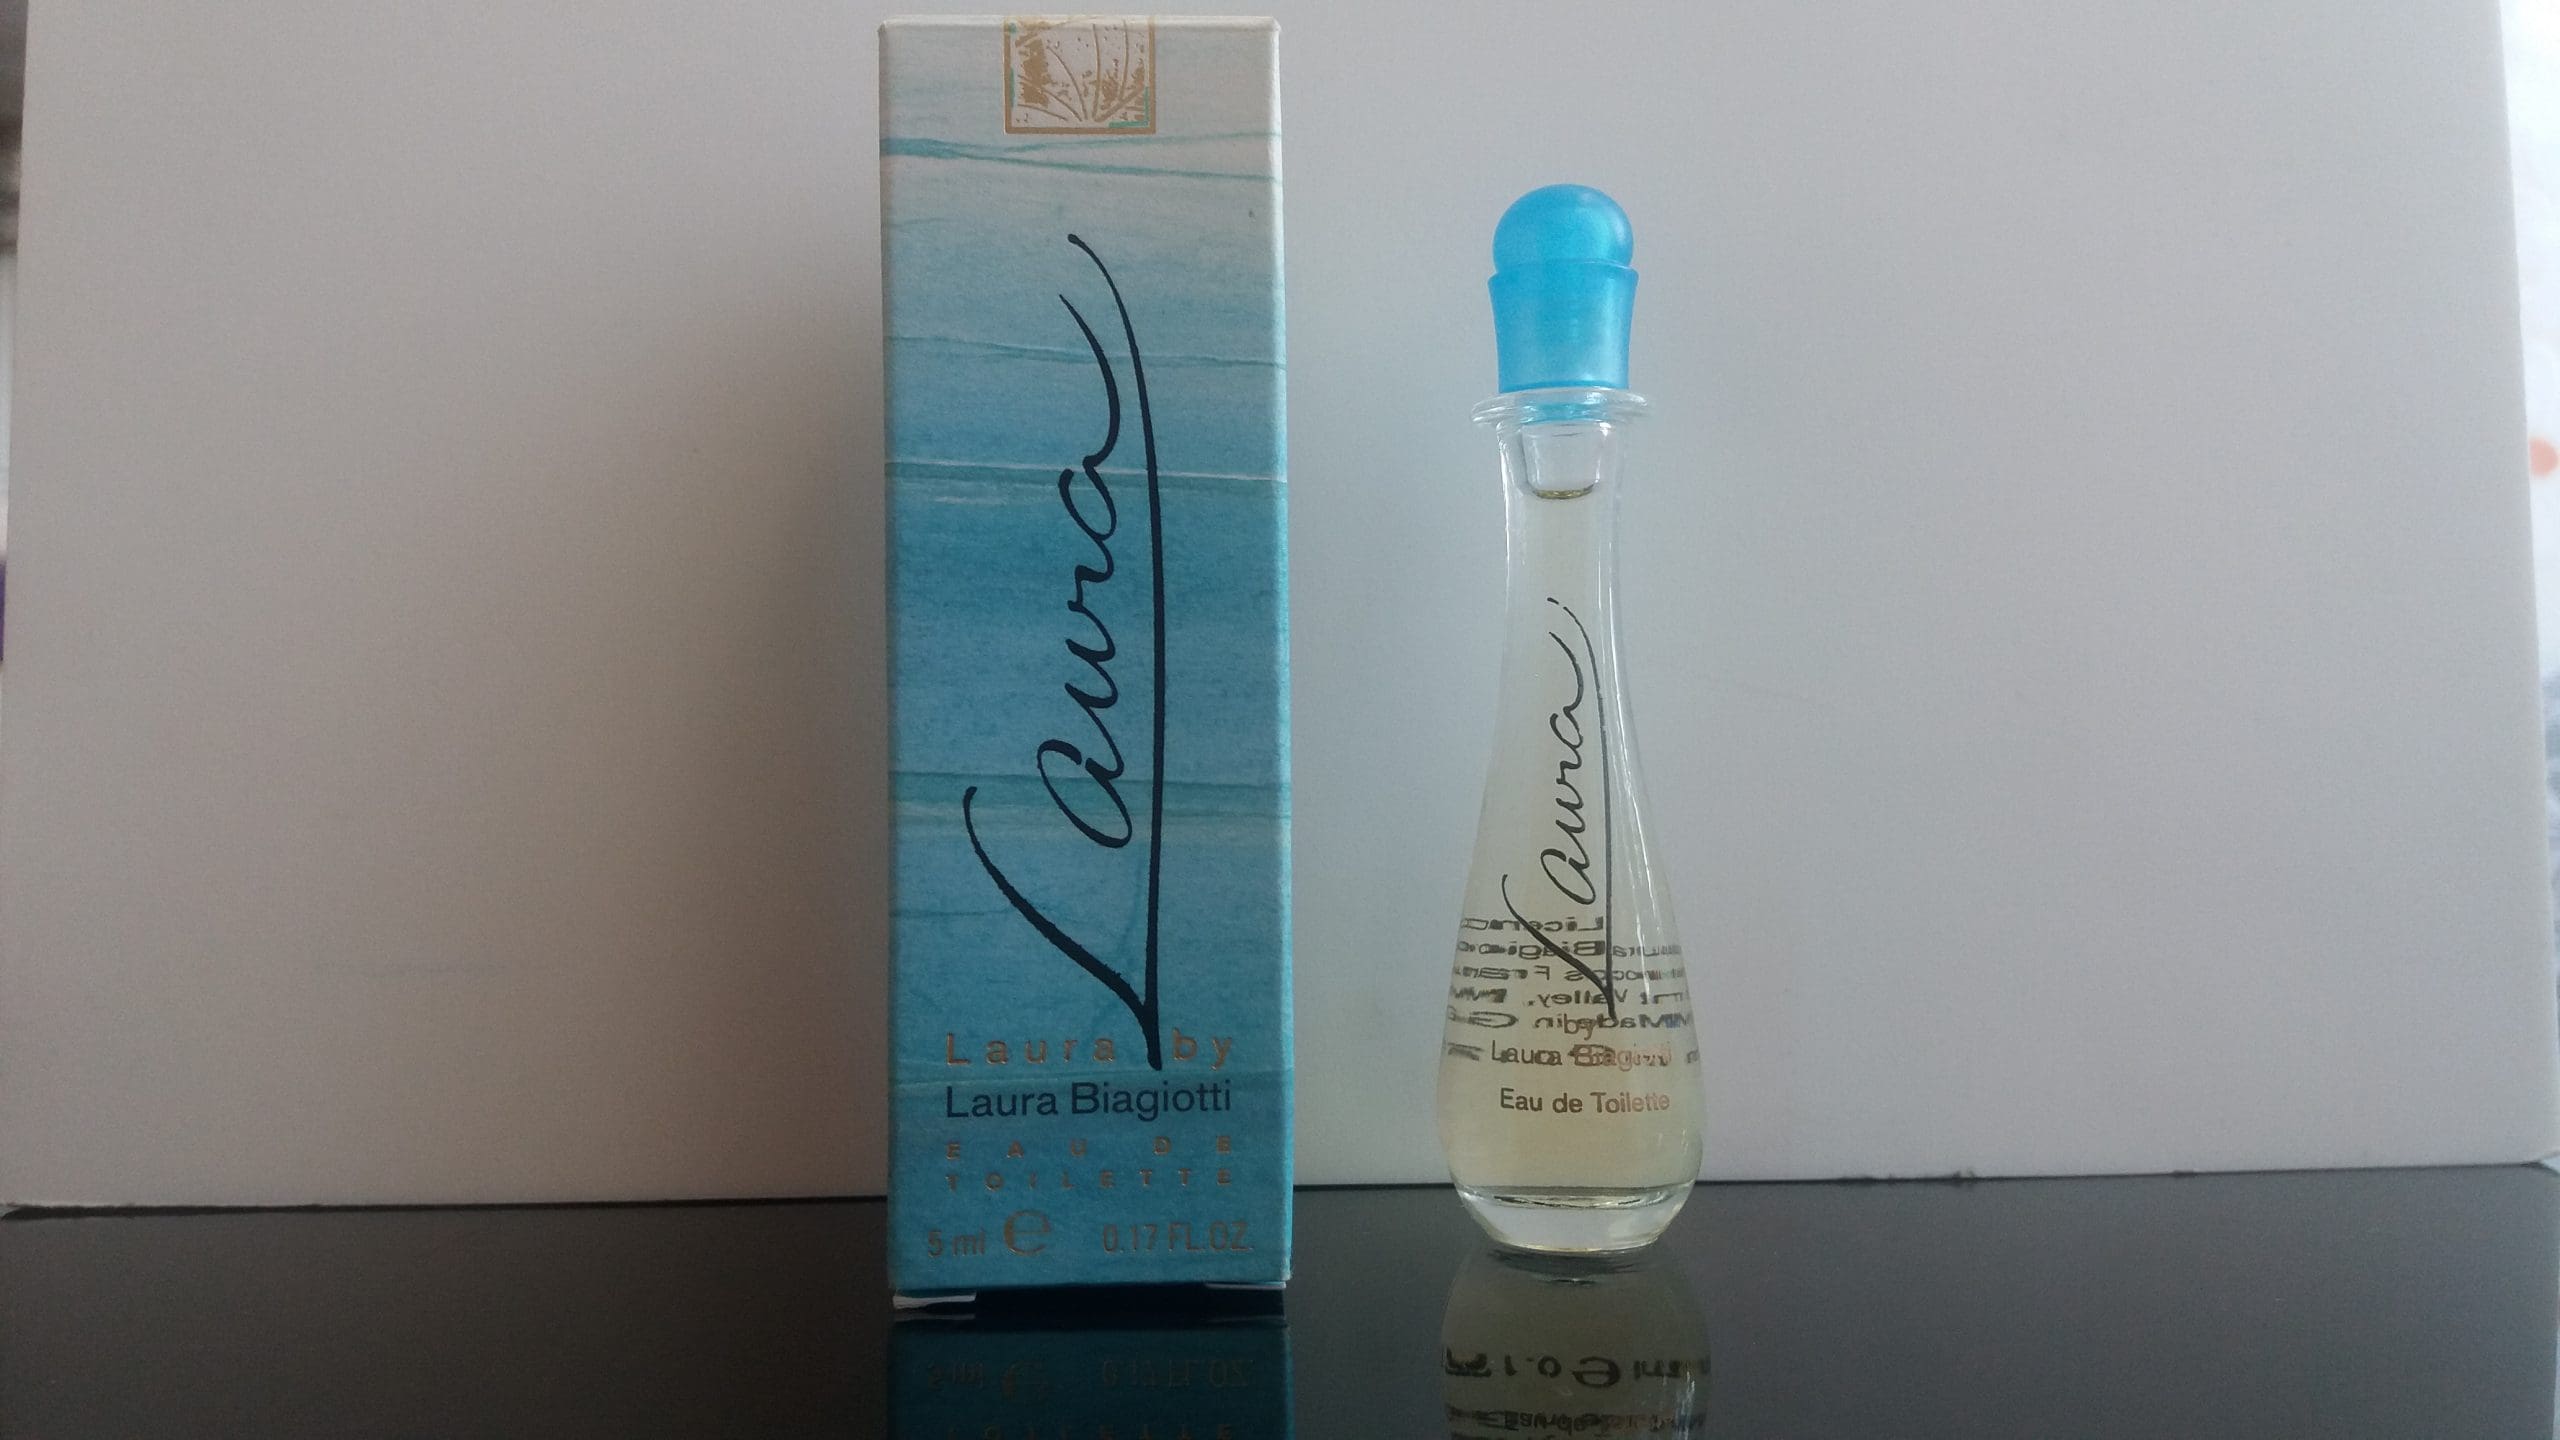 Laura
Laura by
Laura Biagiotti
EAU DE
TOILETTE
5 ml e 0.17 FL.OZ.
Laura
by
Laura Biagiotti
Eau de Toilette